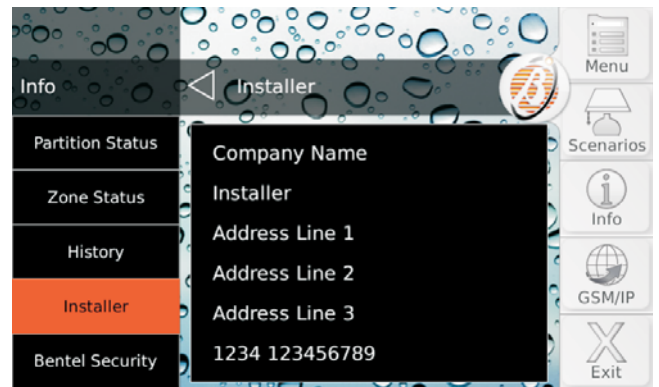 Info
Installer
Menu
Partition Status
Zone Status
History
Installer
Bentel Security
Company Name
Installer
Address Line 1
Address Line 2
Address Line 3
1234 123456789
Scenarios
Info
GSM/IP
Exit